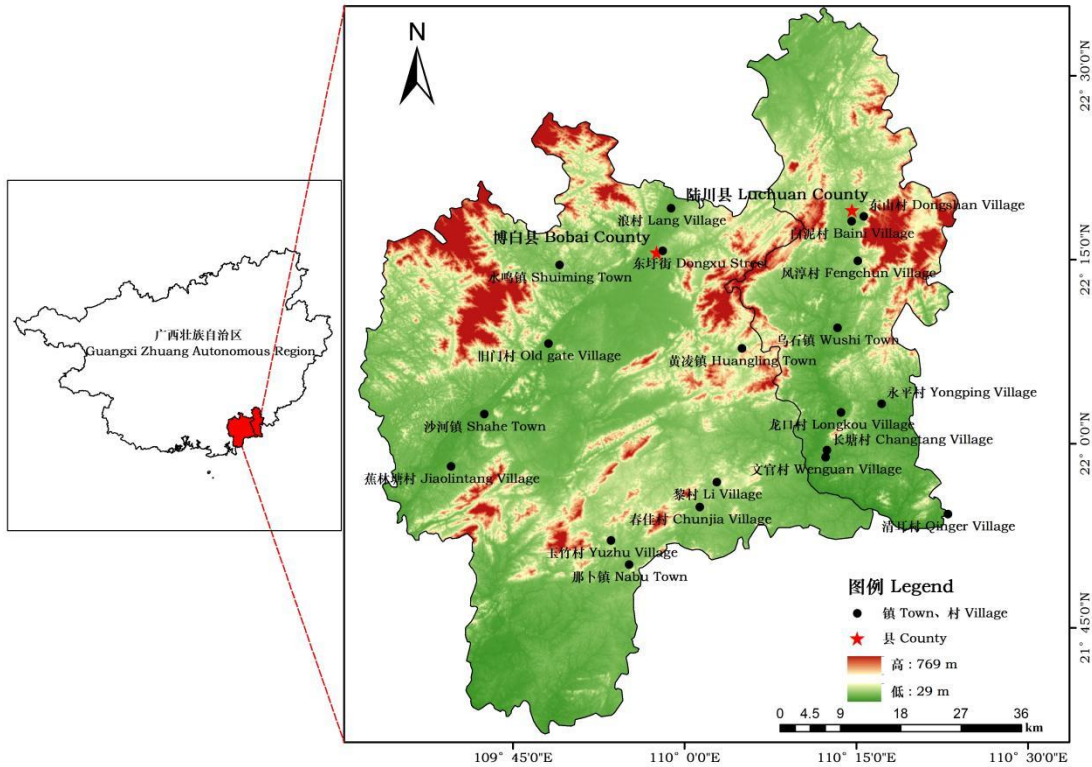 N
22° 30′0″N
陆川县 Luchuan County
东山村 Dongshan Village
浪村 Lang Village
白泥村 Baini Village
博白县 Bobai County
东圩街 Dongxu Street
22° 15′0″N
水鸣镇 Shuiming Town
风淳村 Fengchun Village
广西壮族自治区
Guangxi Zhuang Autonomous Region
乌石镇 Wushi Town
旧门村 Old gate Village
黄凌镇 Huangling Town
永平村 Yongping Village
沙河镇 Shahe Town
龙口村 Longkou Village
长塘村 Changtang Village
22° 0′0″N
文官村 Wenguan Village
蕉林塘村 Jiaolintang Village
黎村 Li Village
春佳村 Chunjia Village
清耳村 Qinger Village
玉竹村 Yuzhu Village
那卜镇 Nabu Town
图例 Legend
镇 Town、村 Village
县 County
21° 45′0″N
高：769 m
低：29 m
0 4.5 9 18 27 36
km
109° 45′0″E
110° 0′0″E
110° 15′0″E
110° 30′0″E